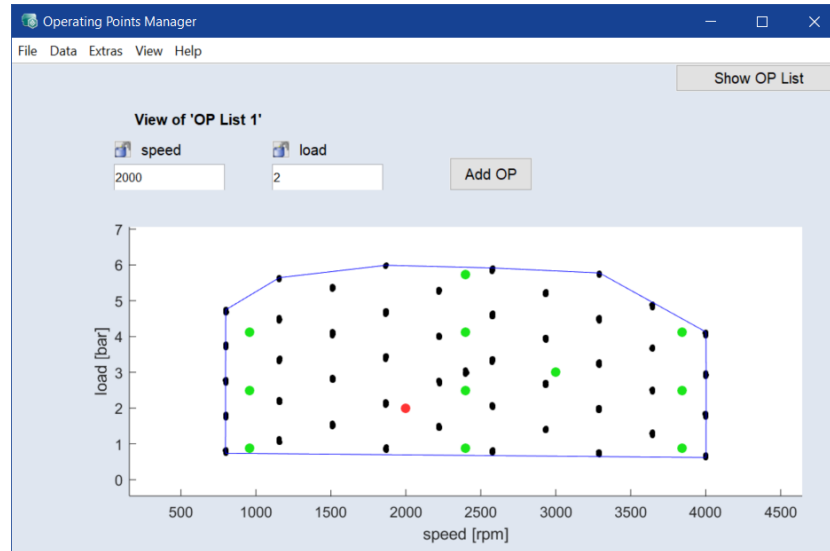 Operating Points Manager
File Data Extras View Help
Show OP List
View of 'OP List 1'
speed load
2000 2 Add OP
7
6
5
4
3
2
1
0
load [bar]
500 1000 1500 2000 2500 3000 3500 4000 4500
speed [rpm]